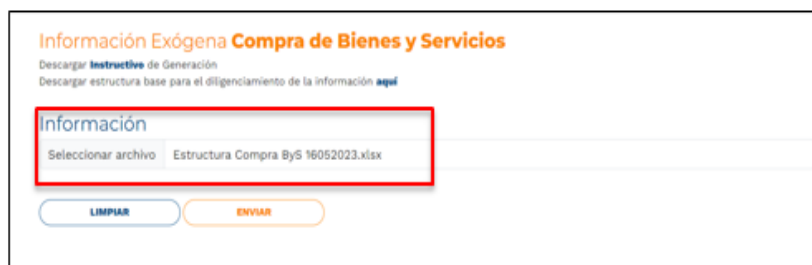 Información Exógena Compra de Bienes y Servicios
Descargar Instructivo de Generación
Descargar estructura base para el diligenciamiento de la información aquí
Información
Seleccionar archivo Estructura Compra ByS 16052023.xlsx
LIMPIAR ENVIAR